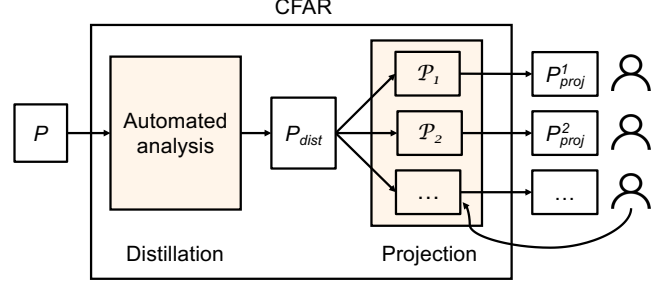 CFAR
P
Automated
analysis
P_dist
𝒫_1
𝒫_2
...
P^1_proj
P^2_proj
...
Distillation
Projection